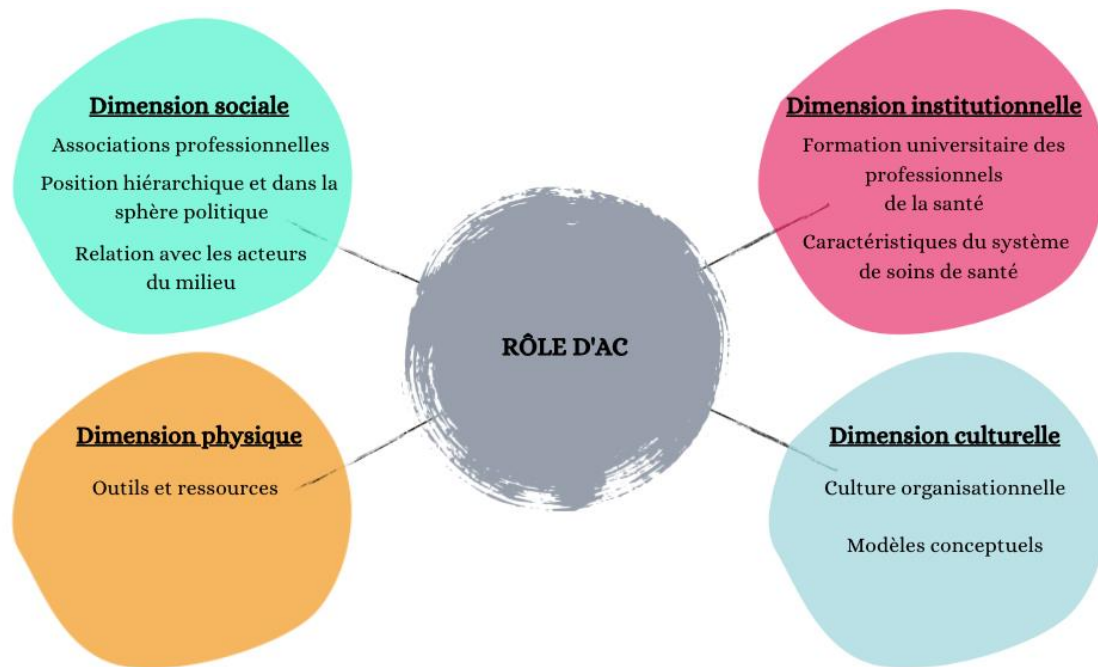 Dimension sociale
Associations professionnelles
Position hiérarchique et dans la
sphère politique
Relation avec les acteurs
du milieu
Dimension institutionnelle
Formation universitaire des
professionnels
de la santé
Caractéristiques du système
de soins de santé
RÔLE D'AC
Dimension physique
Outils et ressources
Dimension culturelle
Culture organisationnelle
Modèles conceptuels